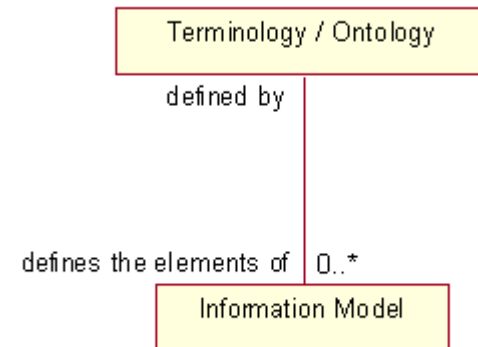 Terminology / Ontology
defined by
defines the elements of 0..*
Information Model